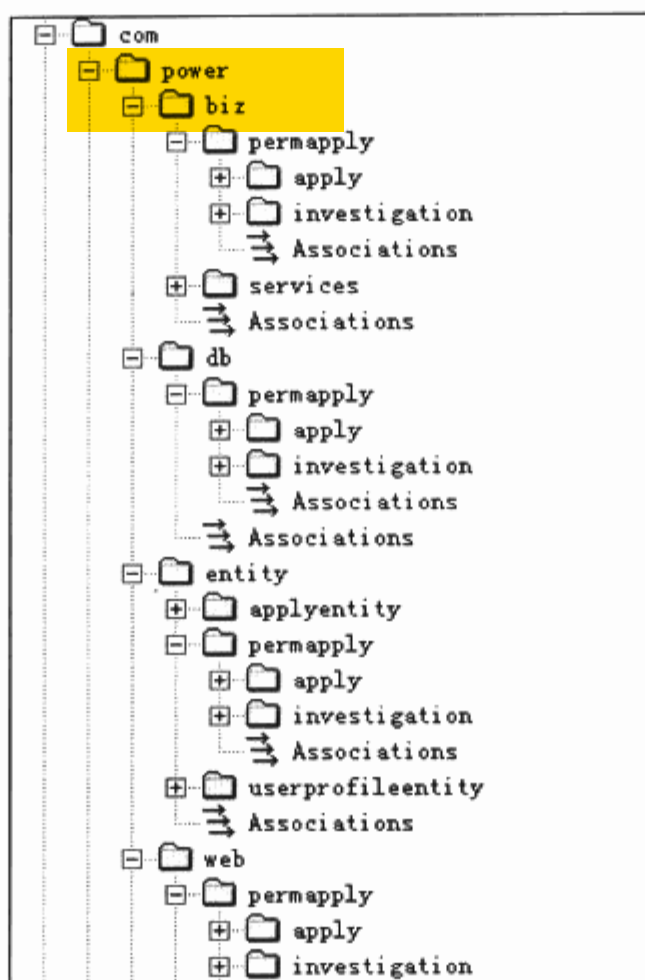 com
power
biz
permapply
apply
investigation
Associations
services
Associations
db
permapply
apply
investigation
Associations
Associations
entity
applyentity
permapply
apply
investigation
Associations
userprofileentity
Associations
web
permapply
apply
investigation